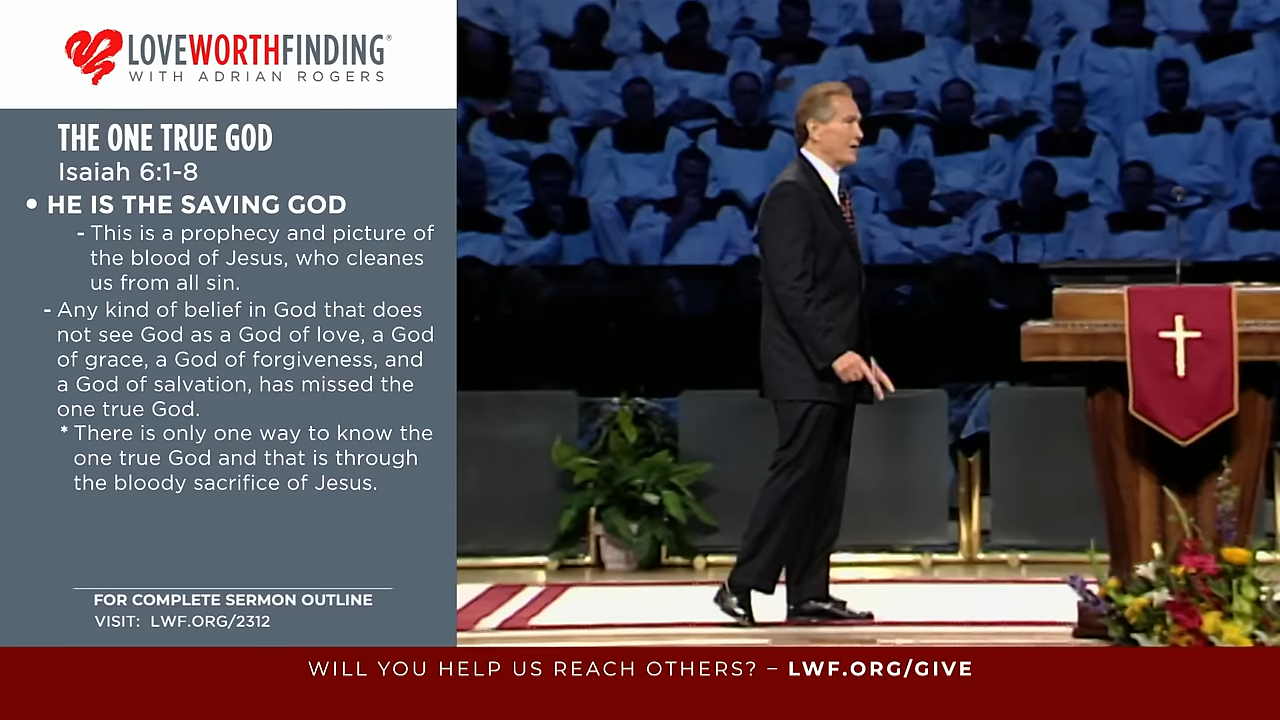 LOVEWORTHFINDING®
WITH ADRIAN ROGERS
THE ONE TRUE GOD
Isaiah 6:1-8
• HE IS THE SAVING GOD
- This is a prophecy and picture of
the blood of Jesus, who cleanes
us from all sin.
- Any kind of belief in God that does
not see God as a God of love, a God
of grace, a God of forgiveness, and
a God of salvation, has missed the
one true God.
* There is only one way to know the
one true God and that is through
the bloody sacrifice of Jesus.
FOR COMPLETE SERMON OUTLINE
VISIT: LWF.ORG/2312
WILL YOU HELP US REACH OTHERS? – LWF.ORG/GIVE